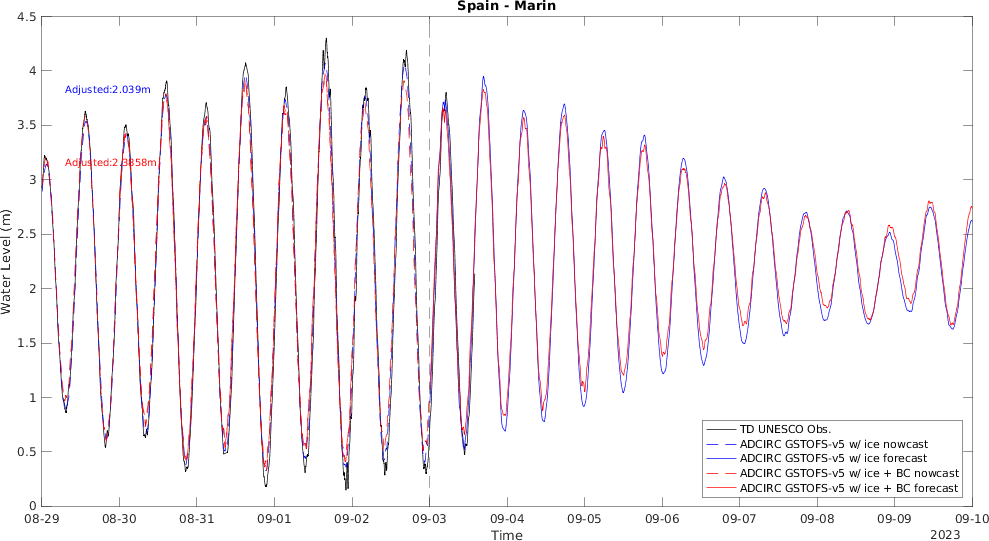 Spain - Marin
4.5
4
3.5
3
2.5
2
1.5
1
0.5
0
Water Level (m)
Adjusted:2.039m
Adjusted:2.3858m
TD UNESCO Obs.
ADCIRC GSTOFS-v5 w/ ice nowcast
ADCIRC GSTOFS-v5 w/ ice forecast
ADCIRC GSTOFS-v5 w/ ice + BC nowcast
ADCIRC GSTOFS-v5 w/ ice + BC forecast
08-29 08-30 08-31 09-01 09-02 09-03 09-04 09-05 09-06 09-07 09-08 09-09 09-10
Time
2023